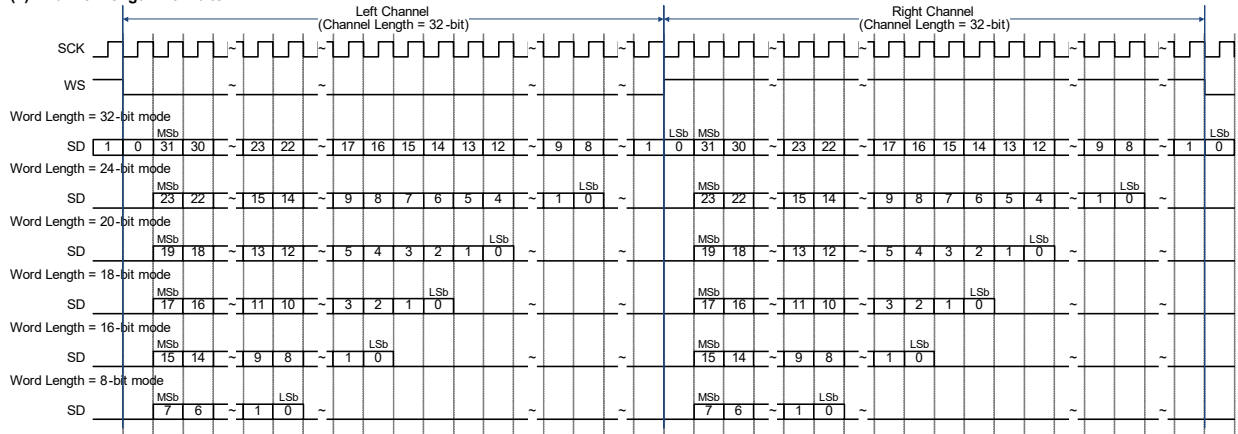 Left Channel Right Channel
(Channel Length = 32-bit) (Channel Length = 32-bit)
SCK ~ ~ ~ ~ ~ ~ ~ ~
WS ~ ~ ~ ~ ~ ~ ~ ~
Word Length = 32-bit mode
MSb LSb MSb LSb
SD 1 0 31 30 ~ 23 22 ~ 17 16 15 14 13 12 ~ 9 8 ~ 1 0 31 30 ~ 23 22 ~ 17 16 15 14 13 12 ~ 9 8 ~ 1 0
Word Length = 24-bit mode
MSb LSb MSb LSb
SD 23 22 ~ 15 14 ~ 9 8 7 6 5 4 ~ 1 0 ~ 23 22 ~ 15 14 ~ 9 8 7 6 5 4 ~ 1 0 ~
Word Length = 20-bit mode
MSb LSb MSb LSb
SD 19 18 ~ 13 12 ~ 5 4 3 2 1 0 ~ ~ 19 18 ~ 13 12 ~ 5 4 3 2 1 0 ~ ~
Word Length = 18-bit mode
MSb LSb MSb LSb
SD 17 16 ~ 11 10 ~ 3 2 1 0 ~ ~ 17 16 ~ 11 10 ~ 3 2 1 0 ~ ~
Word Length = 16-bit mode
MSb LSb MSb LSb
SD 15 14 ~ 9 8 ~ 1 0 ~ ~ 15 14 ~ 9 8 ~ 1 0 ~ ~
Word Length = 8-bit mode
MSb LSb MSb LSb
SD 7 6 ~ 1 0 ~ ~ ~ 7 6 ~ 1 0 ~ ~ ~